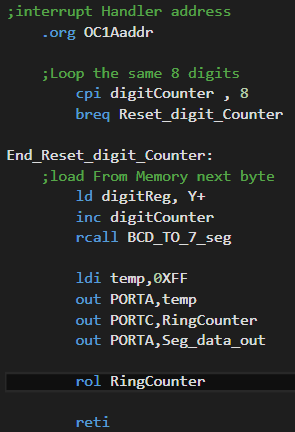 ;interrupt Handler address
.org OC1Aaddr
;Loop the same 8 digits
cpi digitCounter , 8
breq Reset_digit_Counter
End_Reset_digit_Counter:
;load From Memory next byte
ld digitReg, Y+
inc digitCounter
rcall BCD_TO_7_seg
ldi temp,0XFF
out PORTA,temp
out PORTC,RingCounter
out PORTA,Seg_data_out
rol RingCounter
reti